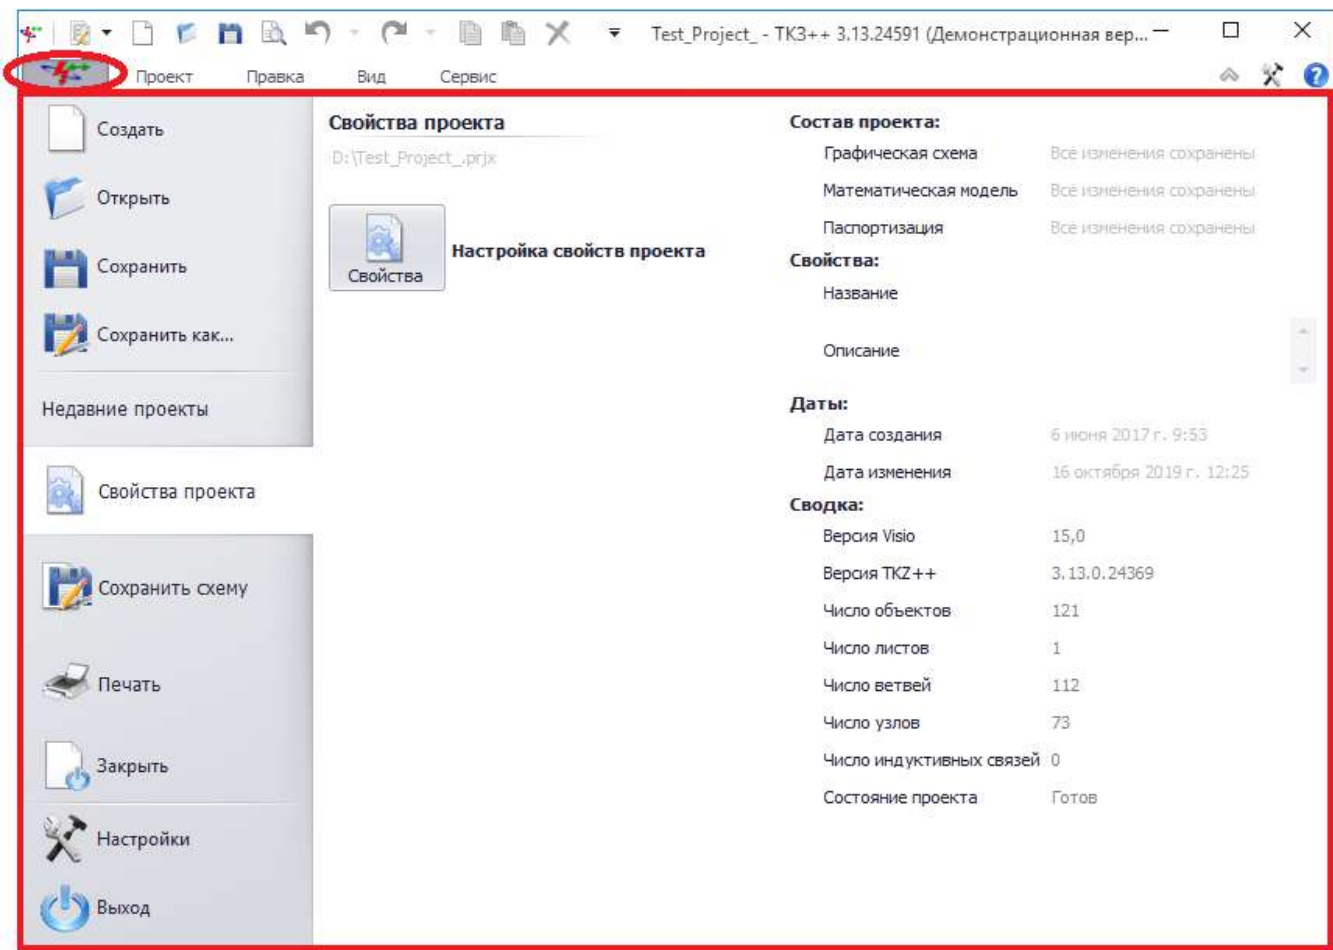 Test_Project_ - ТКЗ++ 3.13.24591 (Демонстрационная вер...
Проект Правка Вид Сервис
Создать
Открыть
Сохранить
Сохранить как...
Недавние проекты
Свойства проекта
Сохранить схему
Печать
Закрыть
Настройки
Выход
Свойства проекта
D:\Test_Project_.prjx
Свойства
Настройка свойств проекта
Состав проекта:
Графическая схема Все изменения сохранены
Математическая модель Все изменения сохранены
Паспортизация Все изменения сохранены
Свойства:
Название
Описание
Даты:
Дата создания 6 июня 2017 г. 9:53
Дата изменения 16 октября 2019 г. 12:25
Сводка:
Версия Visio 15,0
Версия TKZ++ 3.13.0.24369
Число объектов 121
Число листов 1
Число ветвей 112
Число узлов 73
Число индуктивных связей 0
Состояние проекта Готов